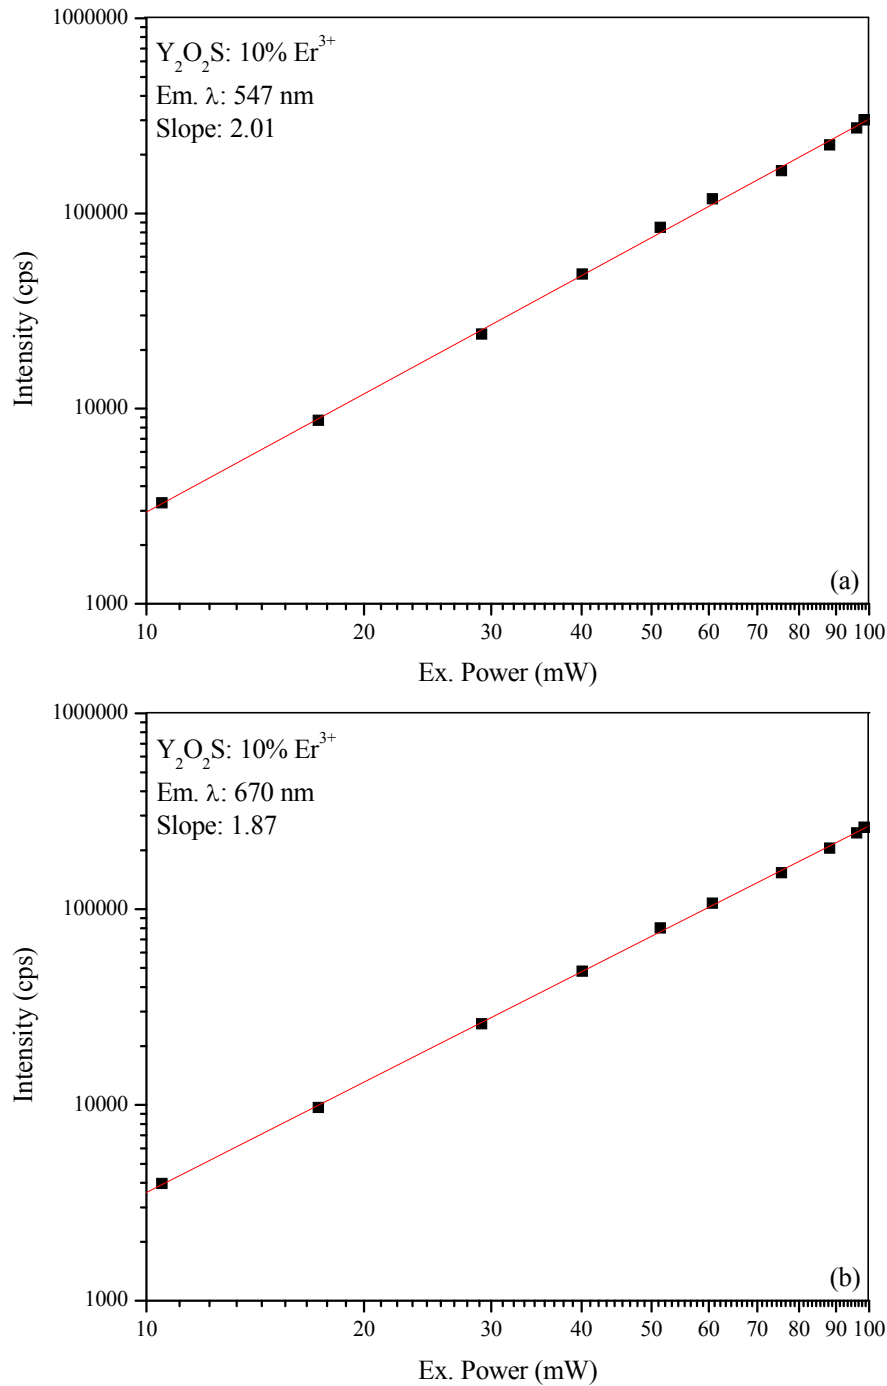 1000000
Y₂O₂S: 10% Er³⁺
Em. λ: 547 nm
Slope: 2.01
100000
Intensity (cps)
10000
(a)
1000
10 20 30 40 50 60 70 80 90 100
Ex. Power (mW)
1000000
Y₂O₂S: 10% Er³⁺
Em. λ: 670 nm
Slope: 1.87
100000
Intensity (cps)
10000
(b)
1000
10 20 30 40 50 60 70 80 90 100
Ex. Power (mW)